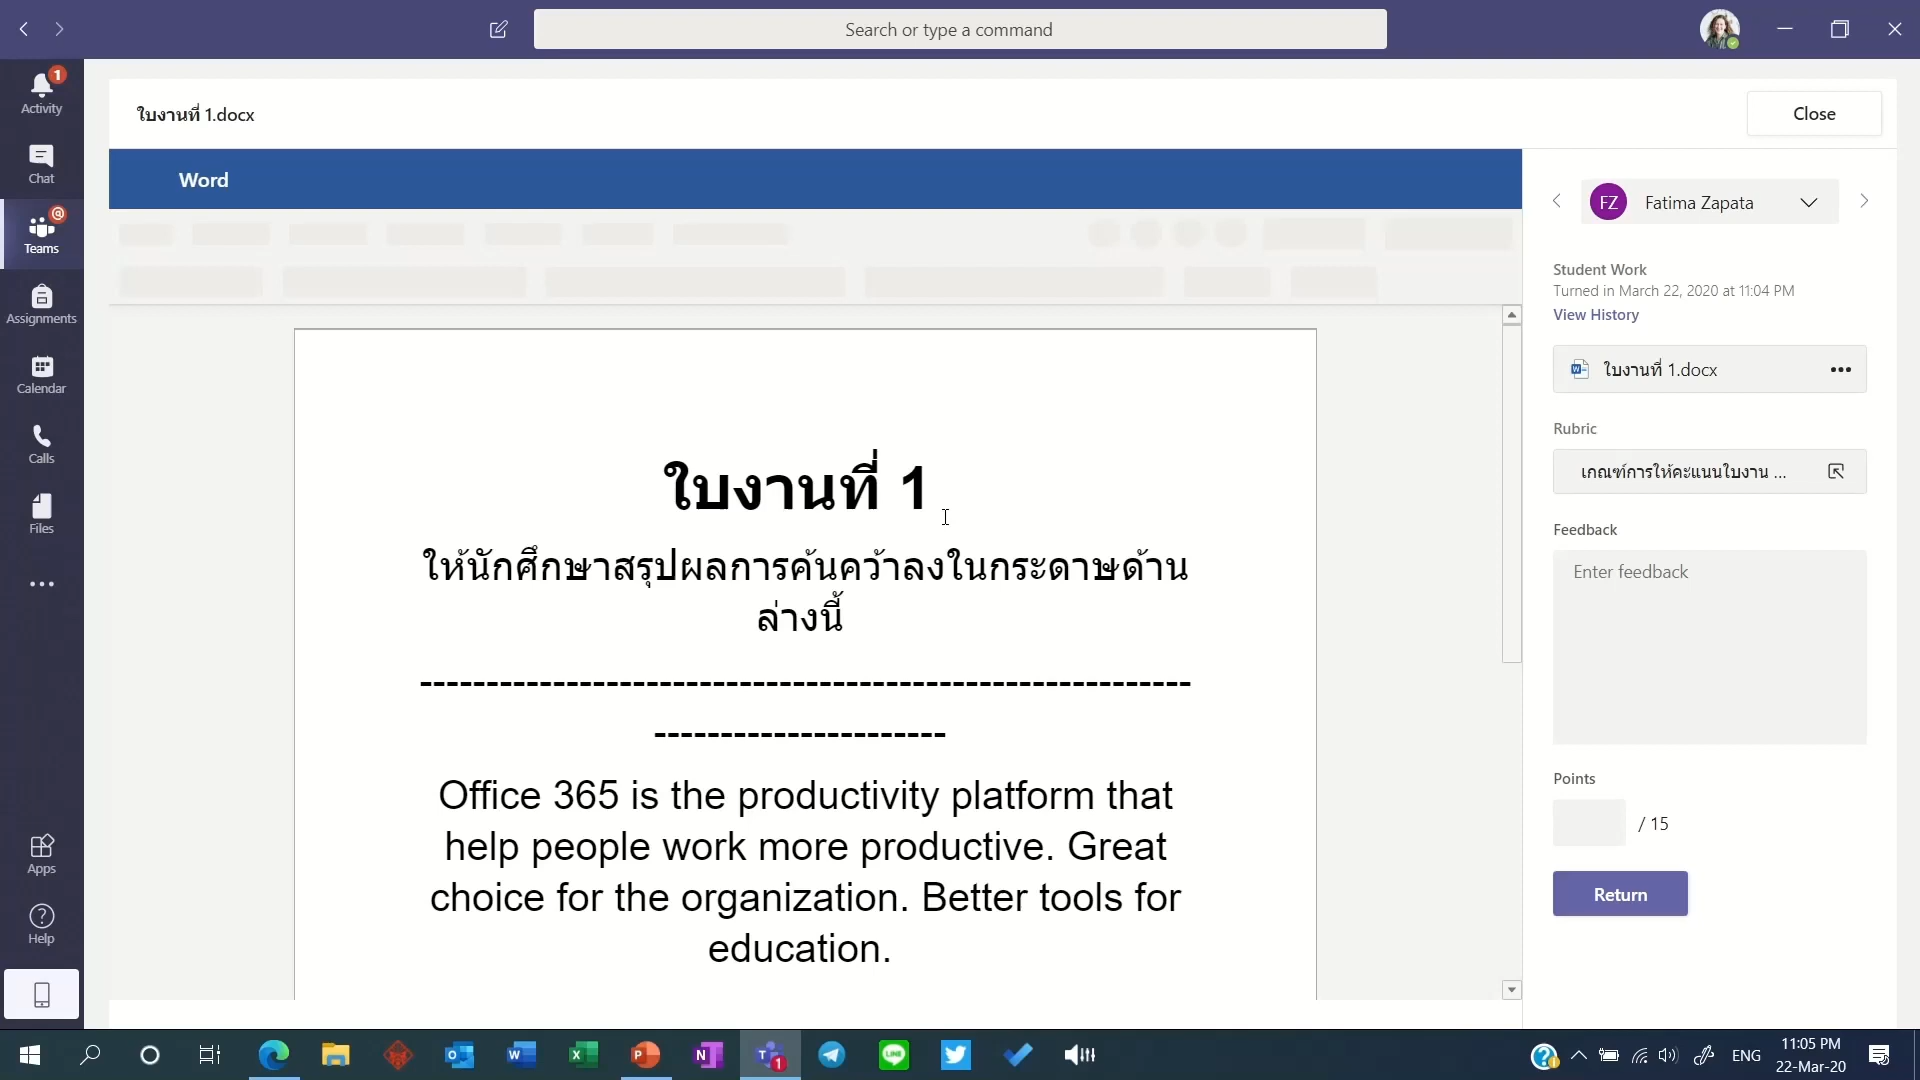 Search or type a command
1
Activity
Chat
@
Teams
Assignments
Calendar
Calls
Files
Apps
Help
ใบงานที่ 1.docx
Close
Word
ใบงานที่ 1
ให้นักศึกษาสรุปผลการค้นคว้าลงในกระดาษด้าน
ล่างนี้
----------------------------------------------------------
----------------------
Office 365 is the productivity platform that
help people work more productive. Great
choice for the organization. Better tools for
education.
FZ Fatima Zapata
Student Work
Turned in March 22, 2020 at 11:04 PM
View History
ใบงานที่ 1.docx
Rubric
เกณฑ์การให้คะแนนใบงาน ...
Feedback
Enter feedback
Points
/ 15
Return
ENG
11:05 PM
22-Mar-20